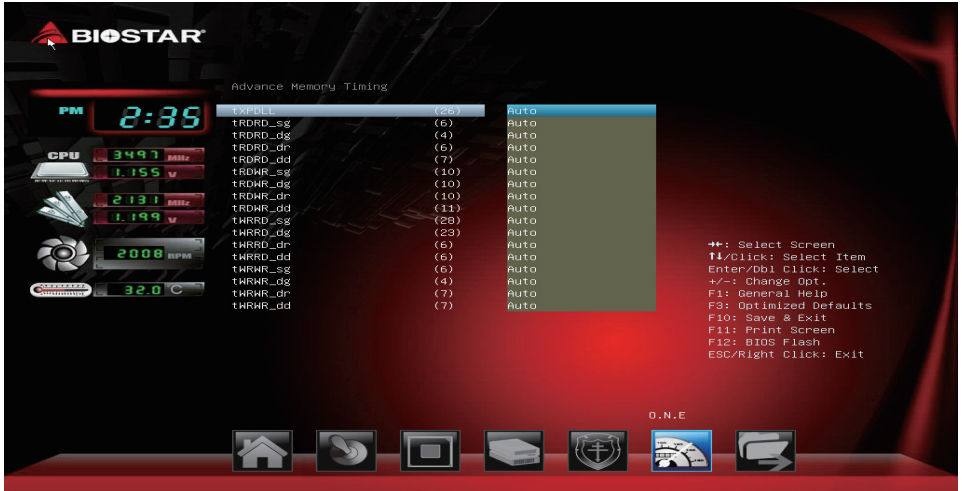 BIOSTAR
Advance Memory Timing
PM 2:35
CPU 3497 MHz
1.155 V
2131 MHz
1.199 V
2008 RPM
32.0 C
tXPDLL (26) Auto
tRDRD_sg (6) Auto
tRDRD_dg (4) Auto
tRDRD_dr (6) Auto
tRDRD_dd (7) Auto
tRDWR_sg (10) Auto
tRDWR_dg (10) Auto
tRDWR_dr (10) Auto
tRDWR_dd (11) Auto
tWRRD_sg (28) Auto
tWRRD_dg (23) Auto
tWRRD_dr (6) Auto
tWRRD_dd (6) Auto
tWRWR_sg (6) Auto
tWRWR_dg (4) Auto
tWRWR_dr (7) Auto
tWRWR_dd (7) Auto
→←: Select Screen
↑↓/Click: Select Item
Enter/Dbl Click: Select
+/-: Change Opt.
F1: General Help
F3: Optimized Defaults
F10: Save & Exit
F11: Print Screen
F12: BIOS Flash
ESC/Right Click: Exit
O.N.E